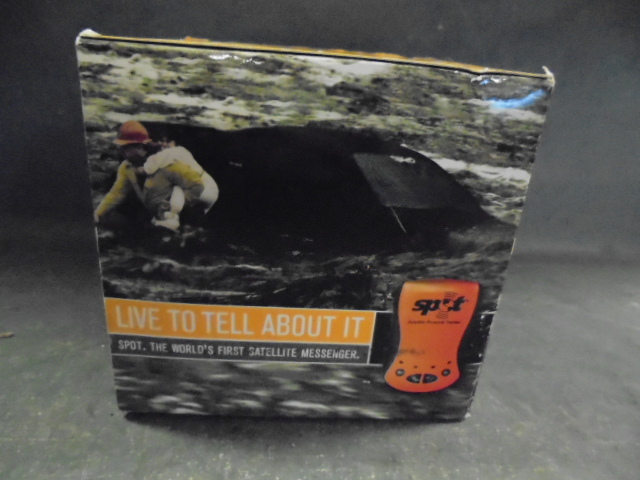 LIVE TO TELL ABOUT IT
SPOT. THE WORLD'S FIRST SATELLITE MESSENGER.
spot